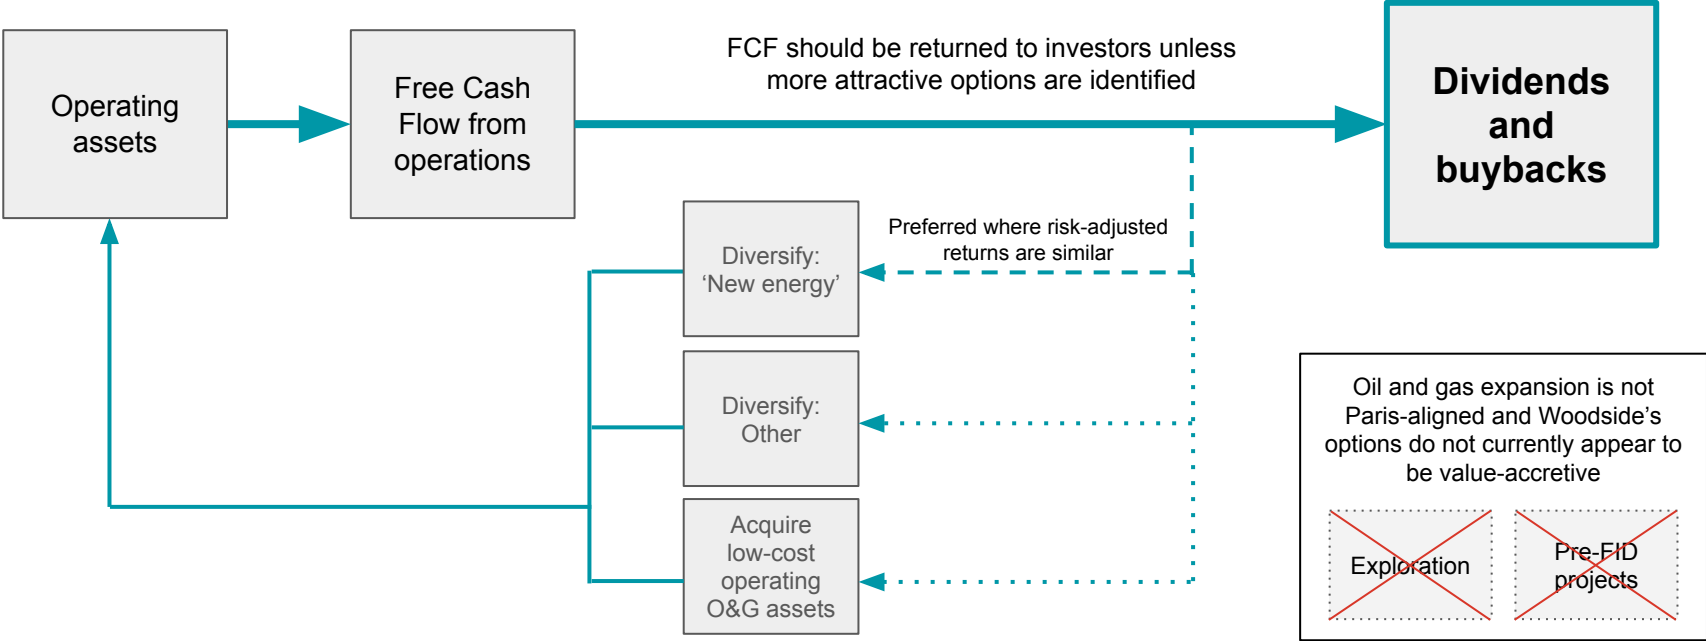 Operating
assets
Free Cash
Flow from
operations
FCF should be returned to investors unless
more attractive options are identified
Dividends
and
buybacks
Preferred where risk-adjusted
returns are similar
Diversify:
‘New energy’
Diversify:
Other
Acquire
low-cost
operating
O&G assets
Oil and gas expansion is not
Paris-aligned and Woodside’s
options do not currently appear to
be value-accretive
Exploration
Pre-FID
projects